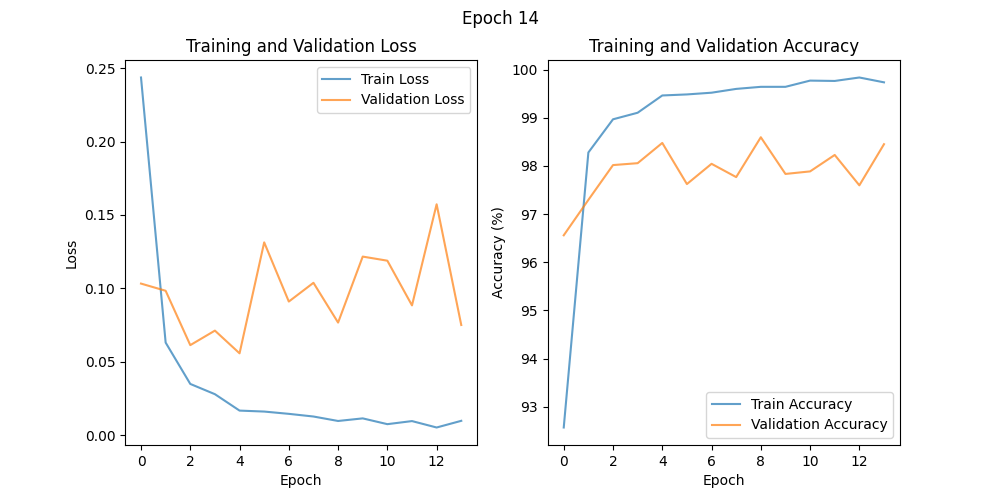 Epoch 14
Training and Validation Loss
Train Loss
Validation Loss
0.25
0.20
0.15
0.10
0.05
0.00
Loss
0 2 4 6 8 10 12
Epoch
Training and Validation Accuracy
100
99
98
97
96
95
94
93
Accuracy (%)
Train Accuracy
Validation Accuracy
0 2 4 6 8 10 12
Epoch